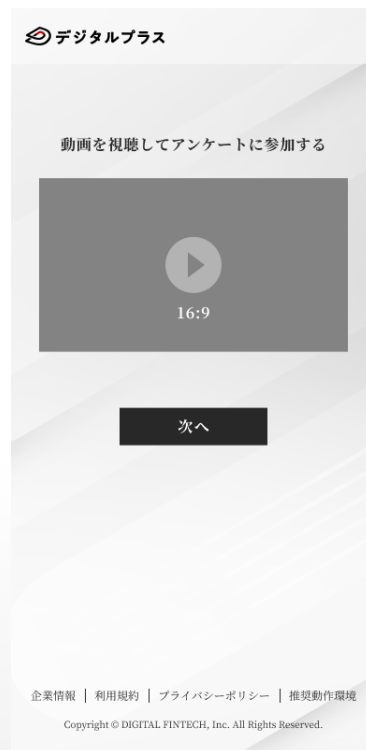 デジタルプラス
動画を視聴してアンケートに参加する
16:9
次へ
企業情報 | 利用規約 | プライバシーポリシー | 推奨動作環境
Copyright © DIGITAL FINTECH, Inc. All Rights Reserved.